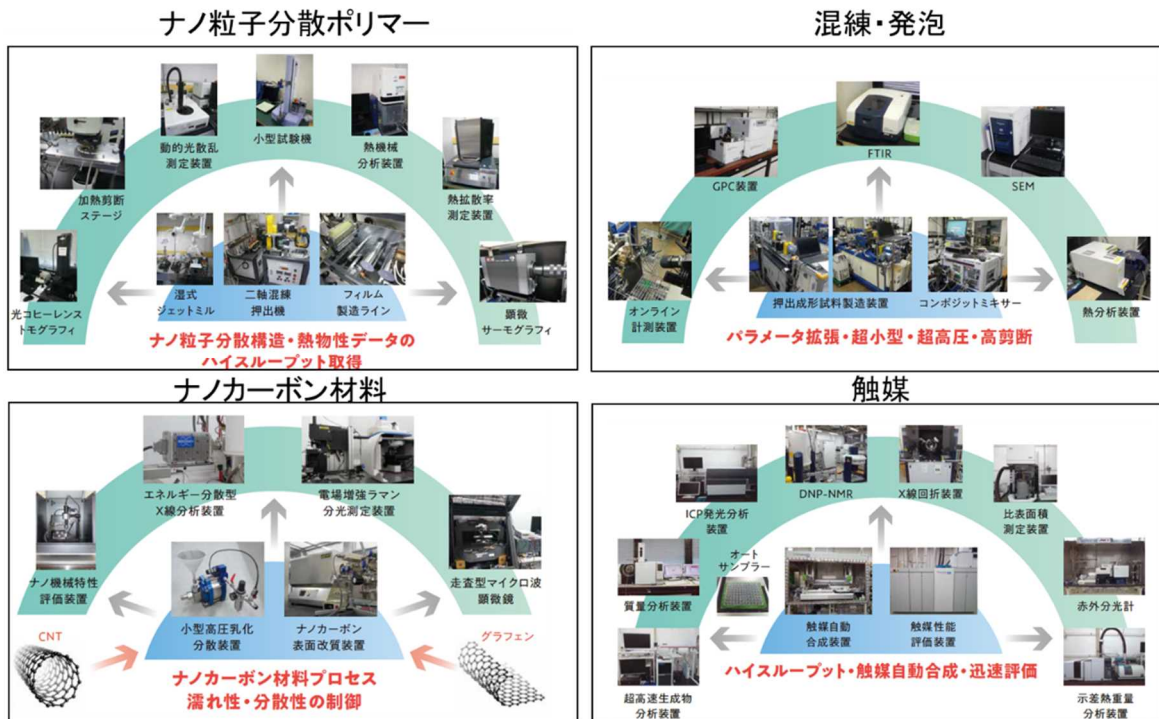 ナノ粒子分散ポリマー
動的光散乱
測定装置
小型試験機
熱機械
分析装置
加熱剪断
ステージ
熱拡散率
測定装置
光コヒーレンス
トモグラフィ
湿式
ジェットミル
二軸混練
押出機
フィルム
製造ライン
顕微
サーモグラフィ
ナノ粒子分散構造・熱物性データの
ハイスループット取得
混練・発泡
GPC装置
FTIR
SEM
オンライン
計測装置
押出成形試料製造装置
コンポジットミキサー
熱分析装置
パラメータ拡張・超小型・超高圧・高剪断
ナノカーボン材料
エネルギー分散型
X線分析装置
電場増強ラマン
分光測定装置
ナノ機械特性
評価装置
小型高圧乳化
分散装置
ナノカーボン
表面改質装置
走査型マイクロ波
顕微鏡
CNT
グラフェン
ナノカーボン材料プロセス
濡れ性・分散性の制御
触媒
ICP発光分析
装置
DNP-NMR
X線回折装置
比表面積
測定装置
質量分析装置
オート
サンプラー
触媒自動
合成装置
触媒性能
評価装置
赤外分光計
超高速生成物
分析装置
示差熱重量
分析装置
ハイスループット・触媒自動合成・迅速評価